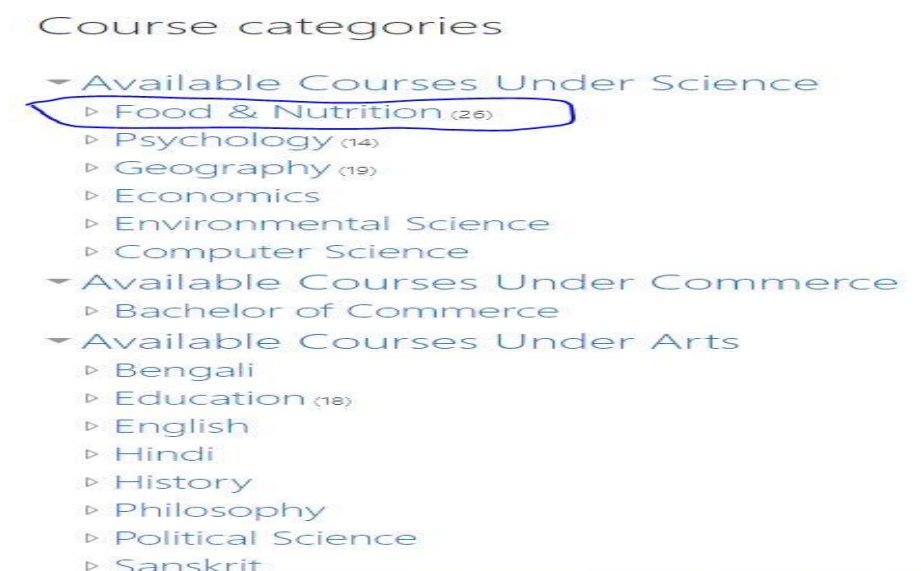 Course categories
Available Courses Under Science
Food & Nutrition (26)
Psychology (14)
Geography (19)
Economics
Environmental Science
Computer Science
Available Courses Under Commerce
Bachelor of Commerce
Available Courses Under Arts
Bengali
Education (18)
English
Hindi
History
Philosophy
Political Science
Sanskrit